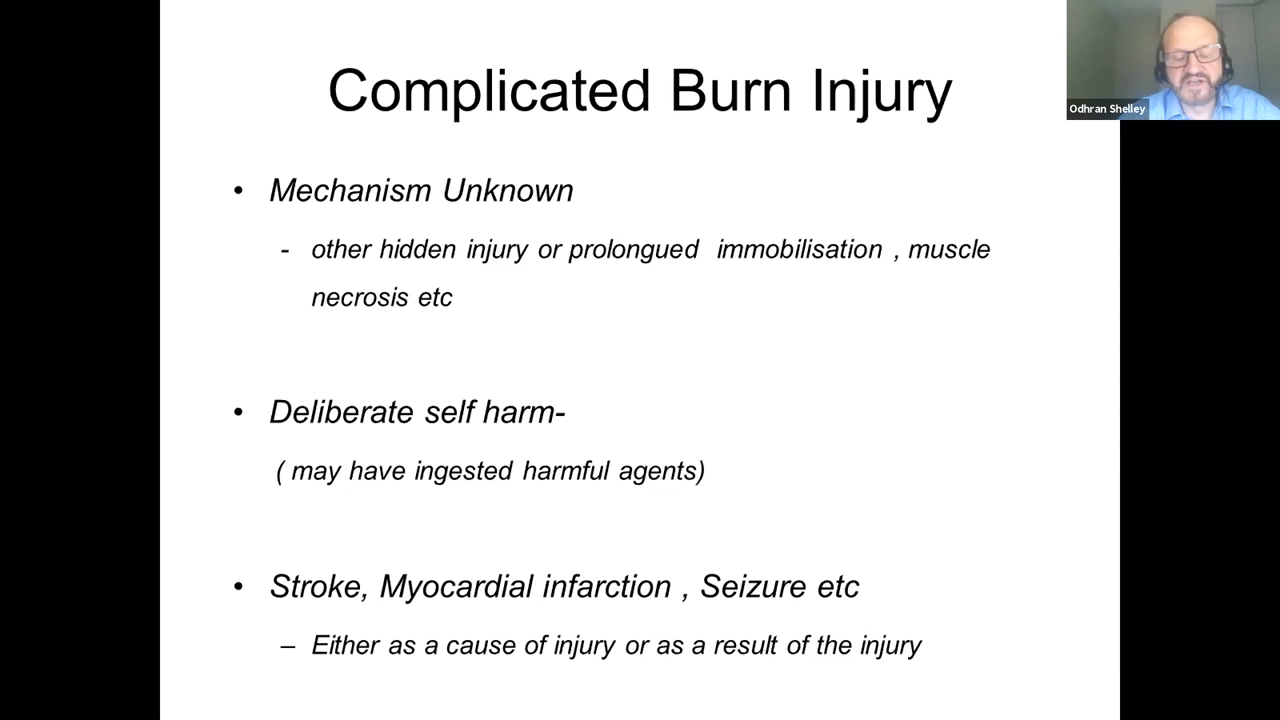 Complicated Burn Injury
Odhran Shelley
• Mechanism Unknown
- other hidden injury or prolongued immobilisation , muscle
necrosis etc
• Deliberate self harm-
( may have ingested harmful agents)
• Stroke, Myocardial infarction , Seizure etc
– Either as a cause of injury or as a result of the injury